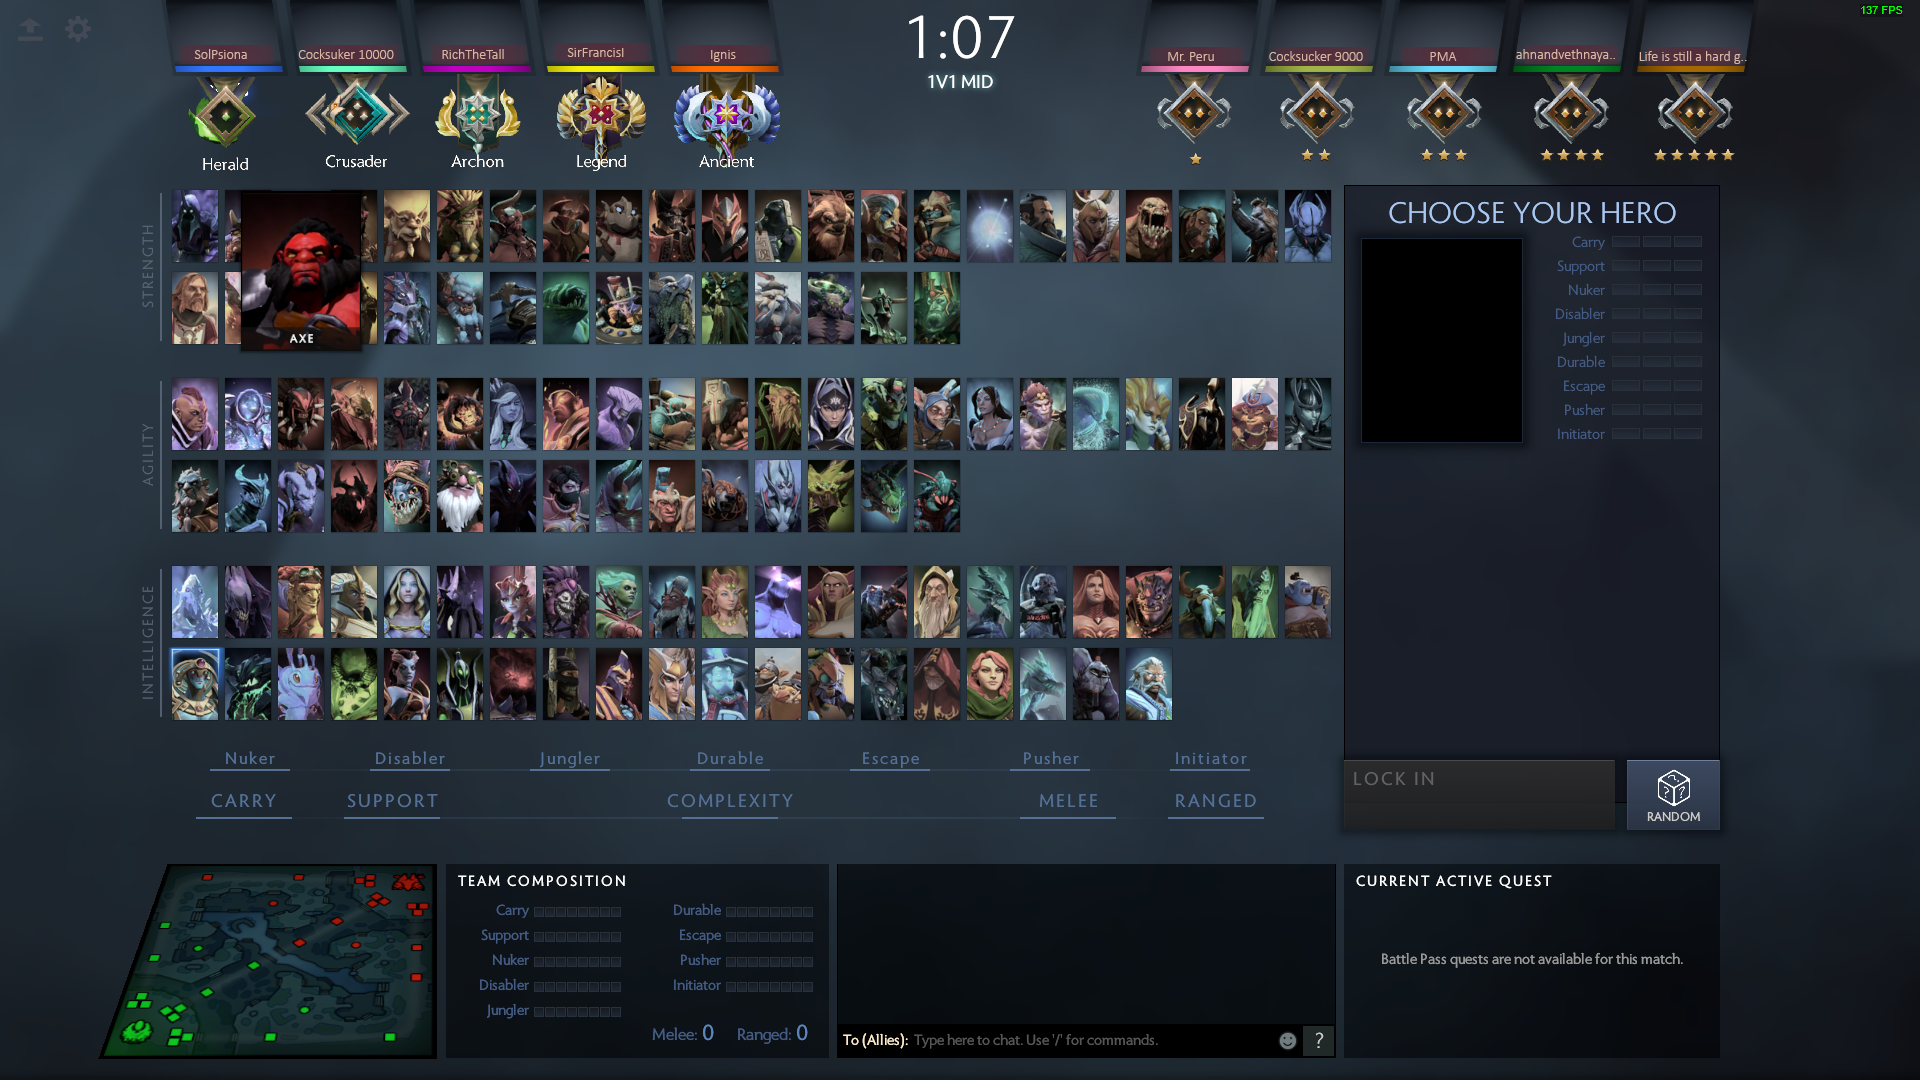 137 FPS
SolPsiona
Cocksuker 10000
RichTheTall
SirFrancisI
Ignis
1:07
1V1 MID
Mr. Peru
Cocksucker 9000
PMA
ahnandvethnaya..
Life is still a hard g..
Herald
Crusader
Archon
Legend
Ancient
STRENGTH
AXE
AGILITY
INTELLIGENCE
CHOOSE YOUR HERO
Carry
Support
Nuker
Disabler
Jungler
Durable
Escape
Pusher
Initiator
Nuker
Disabler
Jungler
Durable
Escape
Pusher
Initiator
CARRY
SUPPORT
COMPLEXITY
MELEE
RANGED
LOCK IN
RANDOM
TEAM COMPOSITION
Carry
Durable
Support
Escape
Nuker
Pusher
Disabler
Initiator
Jungler
Melee: 0
Ranged: 0
To (Allies): Type here to chat. Use '/' for commands.
?
CURRENT ACTIVE QUEST
Battle Pass quests are not available for this match.